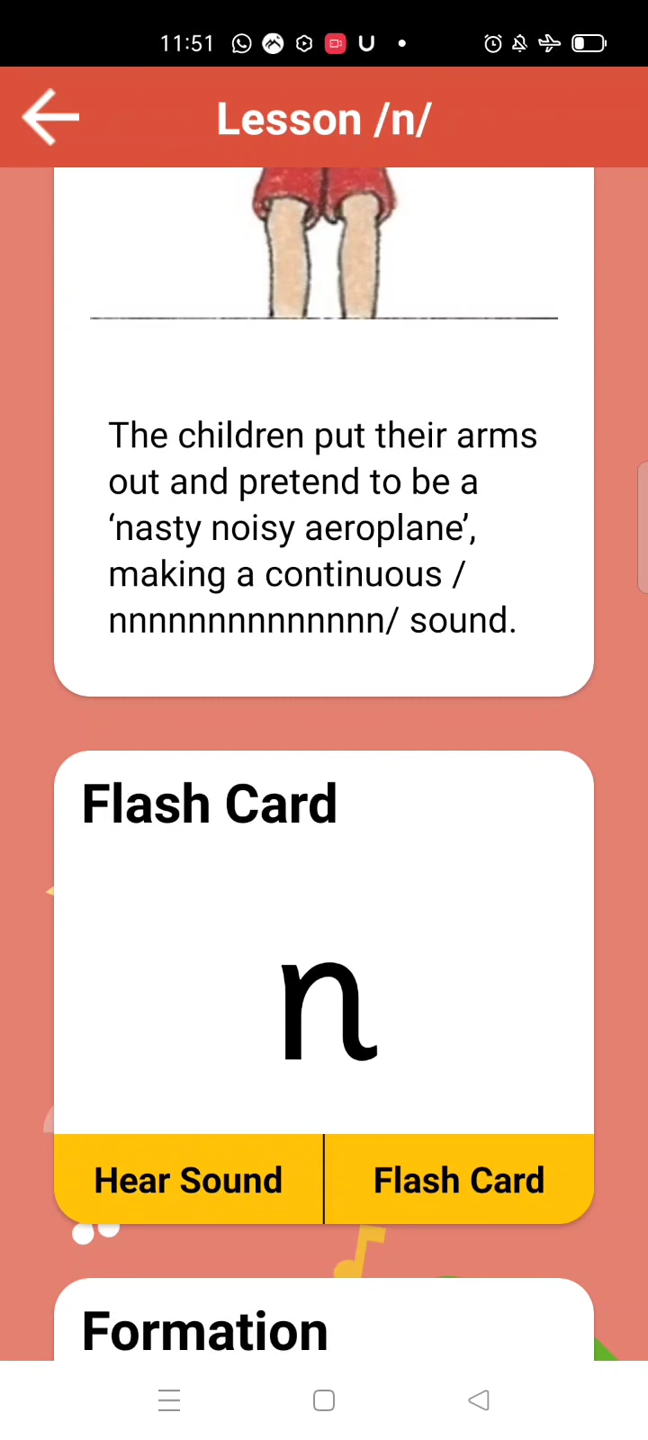 11:51
Lesson /n/
The children put their arms
out and pretend to be a
‘nasty noisy aeroplane’,
making a continuous /
nnnnnnnnnnnnnn/ sound.
Flash Card
n
Hear Sound
Flash Card
Formation